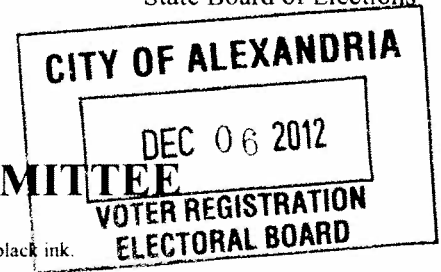 State Board of Elections
CITY OF ALEXANDRIA
DEC 06 2012
MITTEE
VOTER REGISTRATION
black ink.
ELECTORAL BOARD